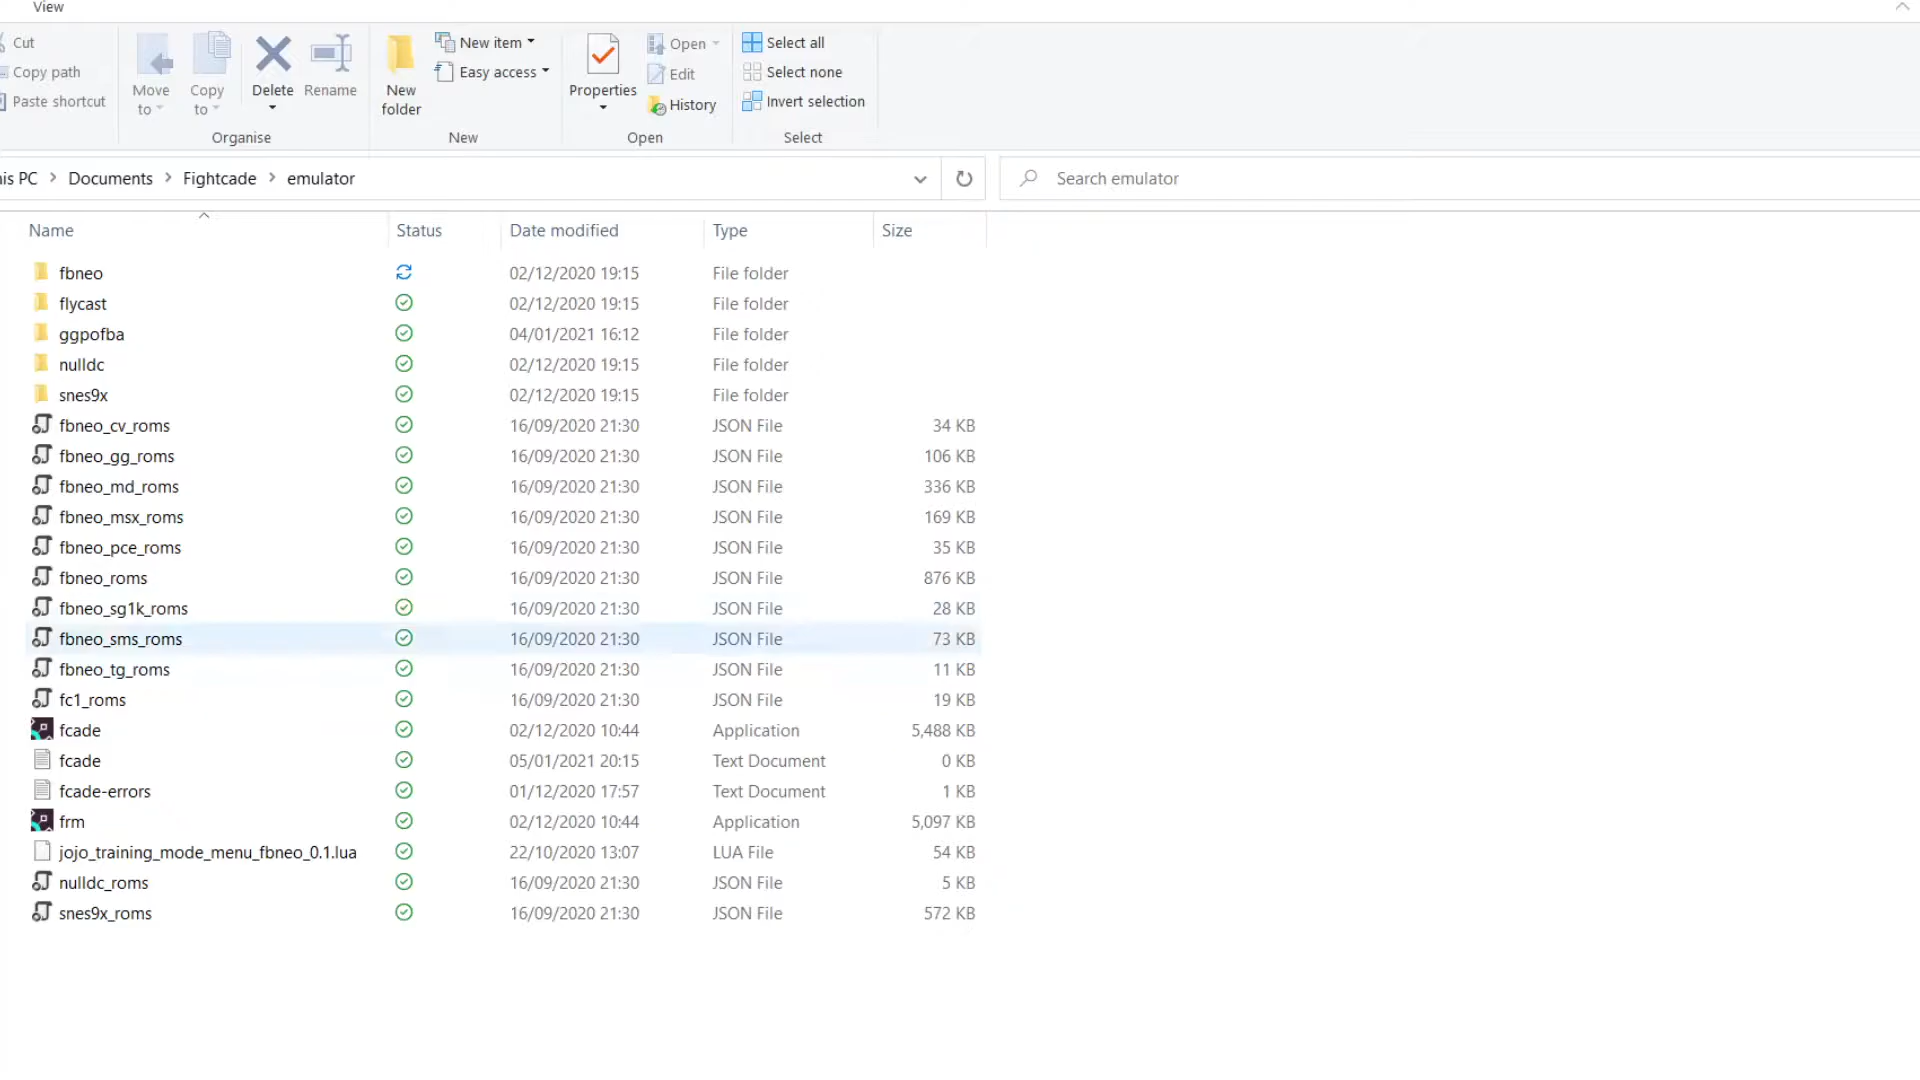 View
Cut
Copy path
Paste shortcut
Move to
Copy to
Delete
Rename
Organise
New folder
New item
Easy access
New
Properties
Open
Edit
History
Open
Select all
Select none
Invert selection
Select
his PC > Documents > Fightcade > emulator
Search emulator
Name Status Date modified Type Size
fbneo 02/12/2020 19:15 File folder
flycast 02/12/2020 19:15 File folder
ggpofba 04/01/2021 16:12 File folder
nulldc 02/12/2020 19:15 File folder
snes9x 02/12/2020 19:15 File folder
fbneo_cv_roms 16/09/2020 21:30 JSON File 34 KB
fbneo_gg_roms 16/09/2020 21:30 JSON File 106 KB
fbneo_md_roms 16/09/2020 21:30 JSON File 336 KB
fbneo_msx_roms 16/09/2020 21:30 JSON File 169 KB
fbneo_pce_roms 16/09/2020 21:30 JSON File 35 KB
fbneo_roms 16/09/2020 21:30 JSON File 876 KB
fbneo_sg1k_roms 16/09/2020 21:30 JSON File 28 KB
fbneo_sms_roms 16/09/2020 21:30 JSON File 73 KB
fbneo_tg_roms 16/09/2020 21:30 JSON File 11 KB
fc1_roms 16/09/2020 21:30 JSON File 19 KB
fcade 02/12/2020 10:44 Application 5,488 KB
fcade 05/01/2021 20:15 Text Document 0 KB
fcade-errors 01/12/2020 17:57 Text Document 1 KB
frm 02/12/2020 10:44 Application 5,097 KB
jojo_training_mode_menu_fbneo_0.1.lua 22/10/2020 13:07 LUA File 54 KB
nulldc_roms 16/09/2020 21:30 JSON File 5 KB
snes9x_roms 16/09/2020 21:30 JSON File 572 KB